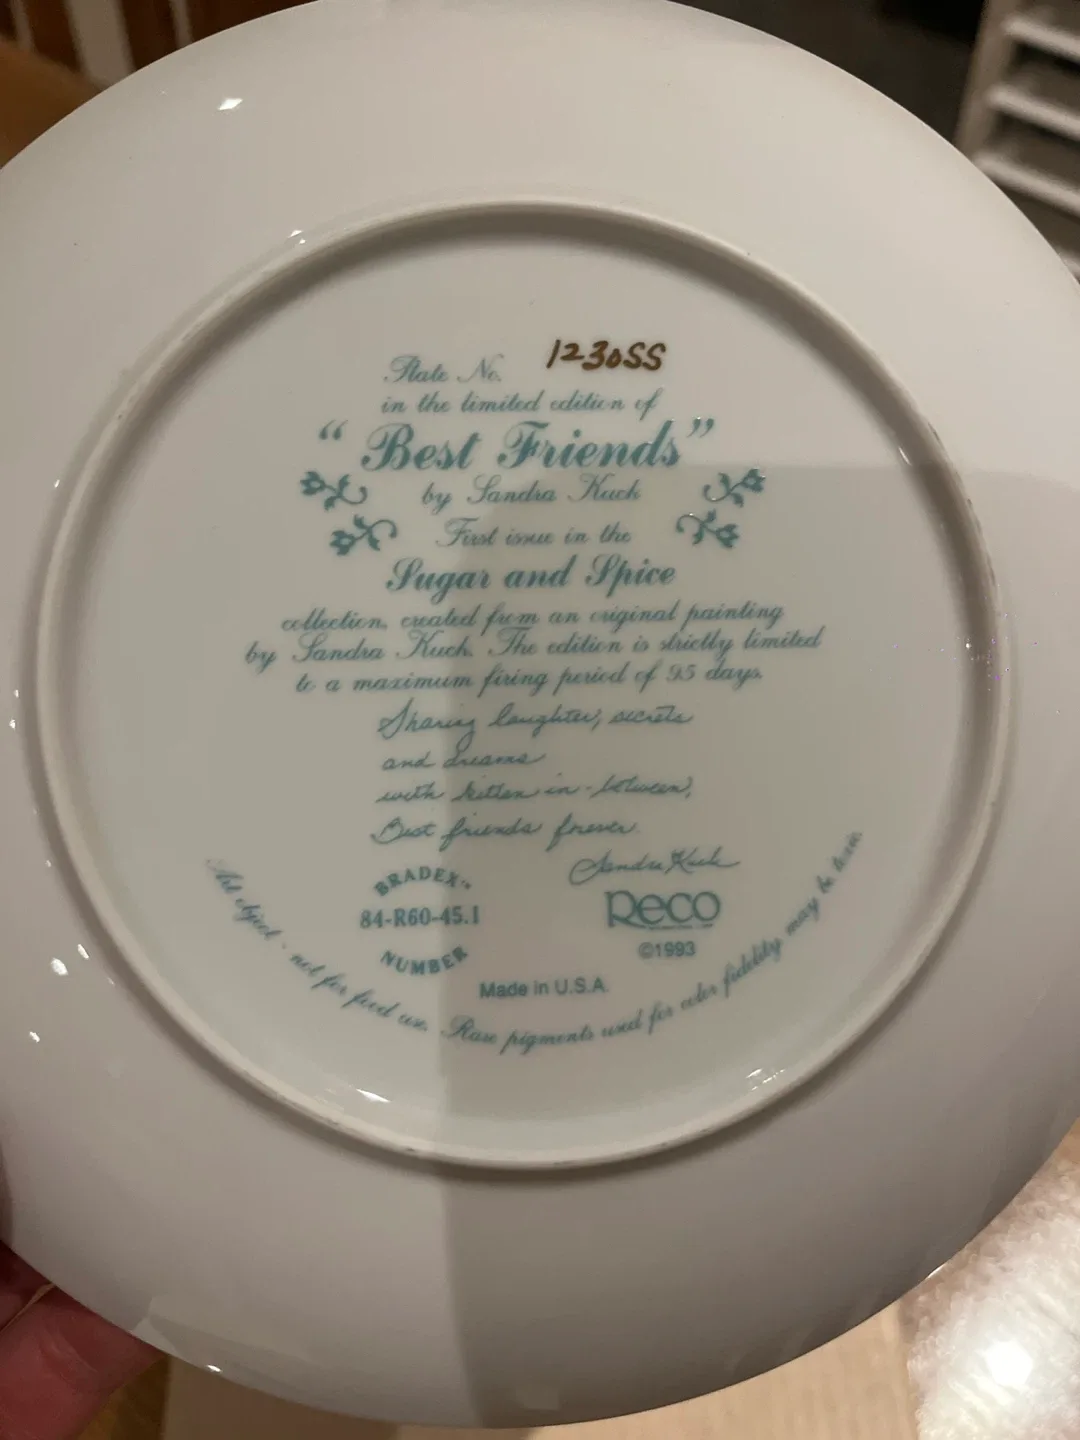 Plate No. 1230SS
in the limited edition of
“Best Friends”
by Sandra Kuck
First issue in the
Sugar and Spice
collection, created from an original painting
by Sandra Kuck. The edition is strictly limited
to a maximum firing period of 95 days.
Sharing laughter, secrets
and dreams
with kitten in-between,
Best friends forever.
Sandra Kuck
BRADEX™
84-R60-45.1
NUMBER
Reco
©1993
Made in U.S.A.
Art object - not for food use. Rare pigments used for color fidelity may be toxic.